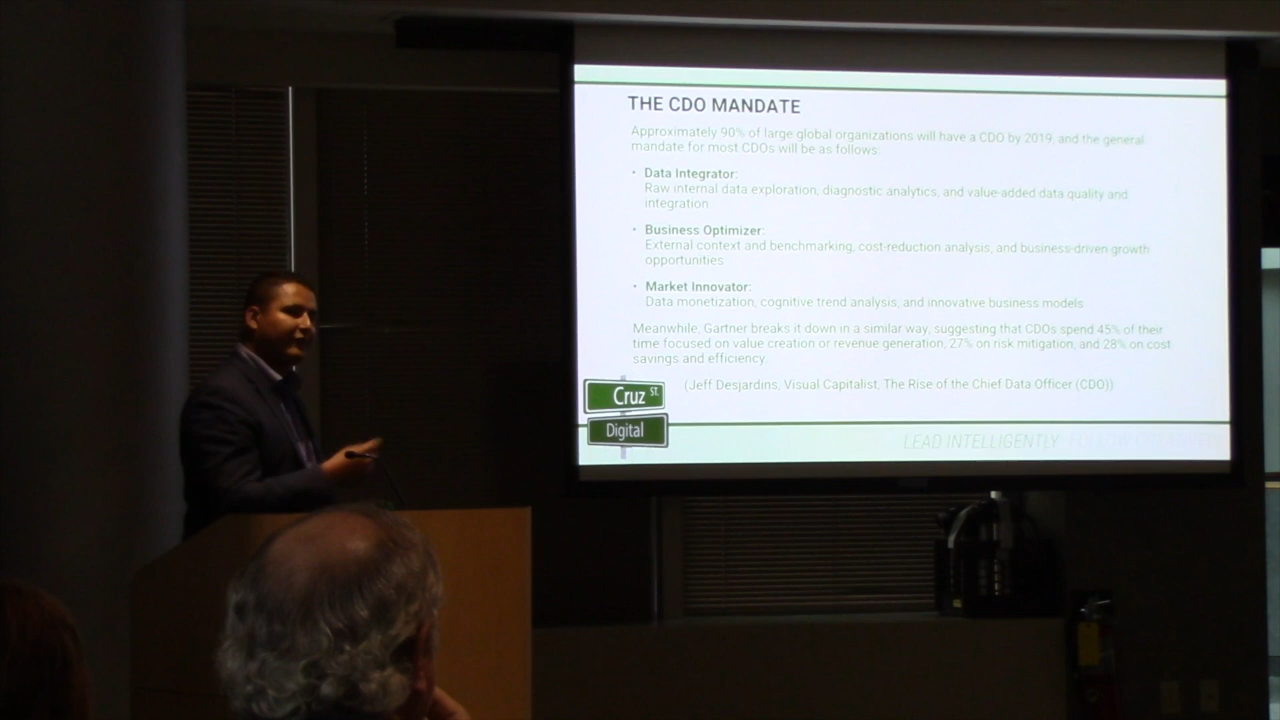 THE CDO MANDATE
Approximately 90% of large global organizations will have a CDO by 2019, and the general
mandate for most CDOs will be as follows:
• Data Integrator:
Raw internal data exploration, diagnostic analytics, and value-added data quality and
integration
• Business Optimizer:
External context and benchmarking, cost-reduction analysis, and business-driven growth
opportunities
• Market Innovator:
Data monetization, cognitive trend analysis, and innovative business models
Meanwhile, Gartner breaks it down in a similar way, suggesting that CDOs spend 45% of their
time focused on value creation or revenue generation, 27% on risk mitigation, and 28% on cost
savings and efficiency.
(Jeff Desjardins, Visual Capitalist, The Rise of the Chief Data Officer (CDO))
Cruz ST.
Digital
LEAD INTELLIGENTLY.